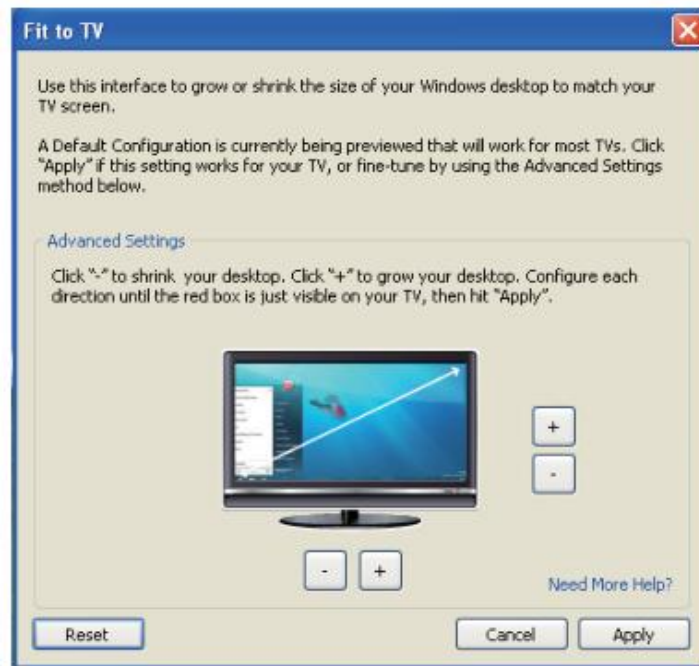 Fit to TV
Use this interface to grow or shrink the size of your Windows desktop to match your
TV screen.
A Default Configuration is currently being previewed that will work for most TVs. Click
"Apply" if this setting works for your TV, or fine-tune by using the Advanced Settings
method below.
Advanced Settings
Click "-" to shrink your desktop. Click "+" to grow your desktop. Configure each
direction until the red box is just visible on your TV, then hit "Apply".
+
-
- +
Need More Help?
Reset Cancel Apply